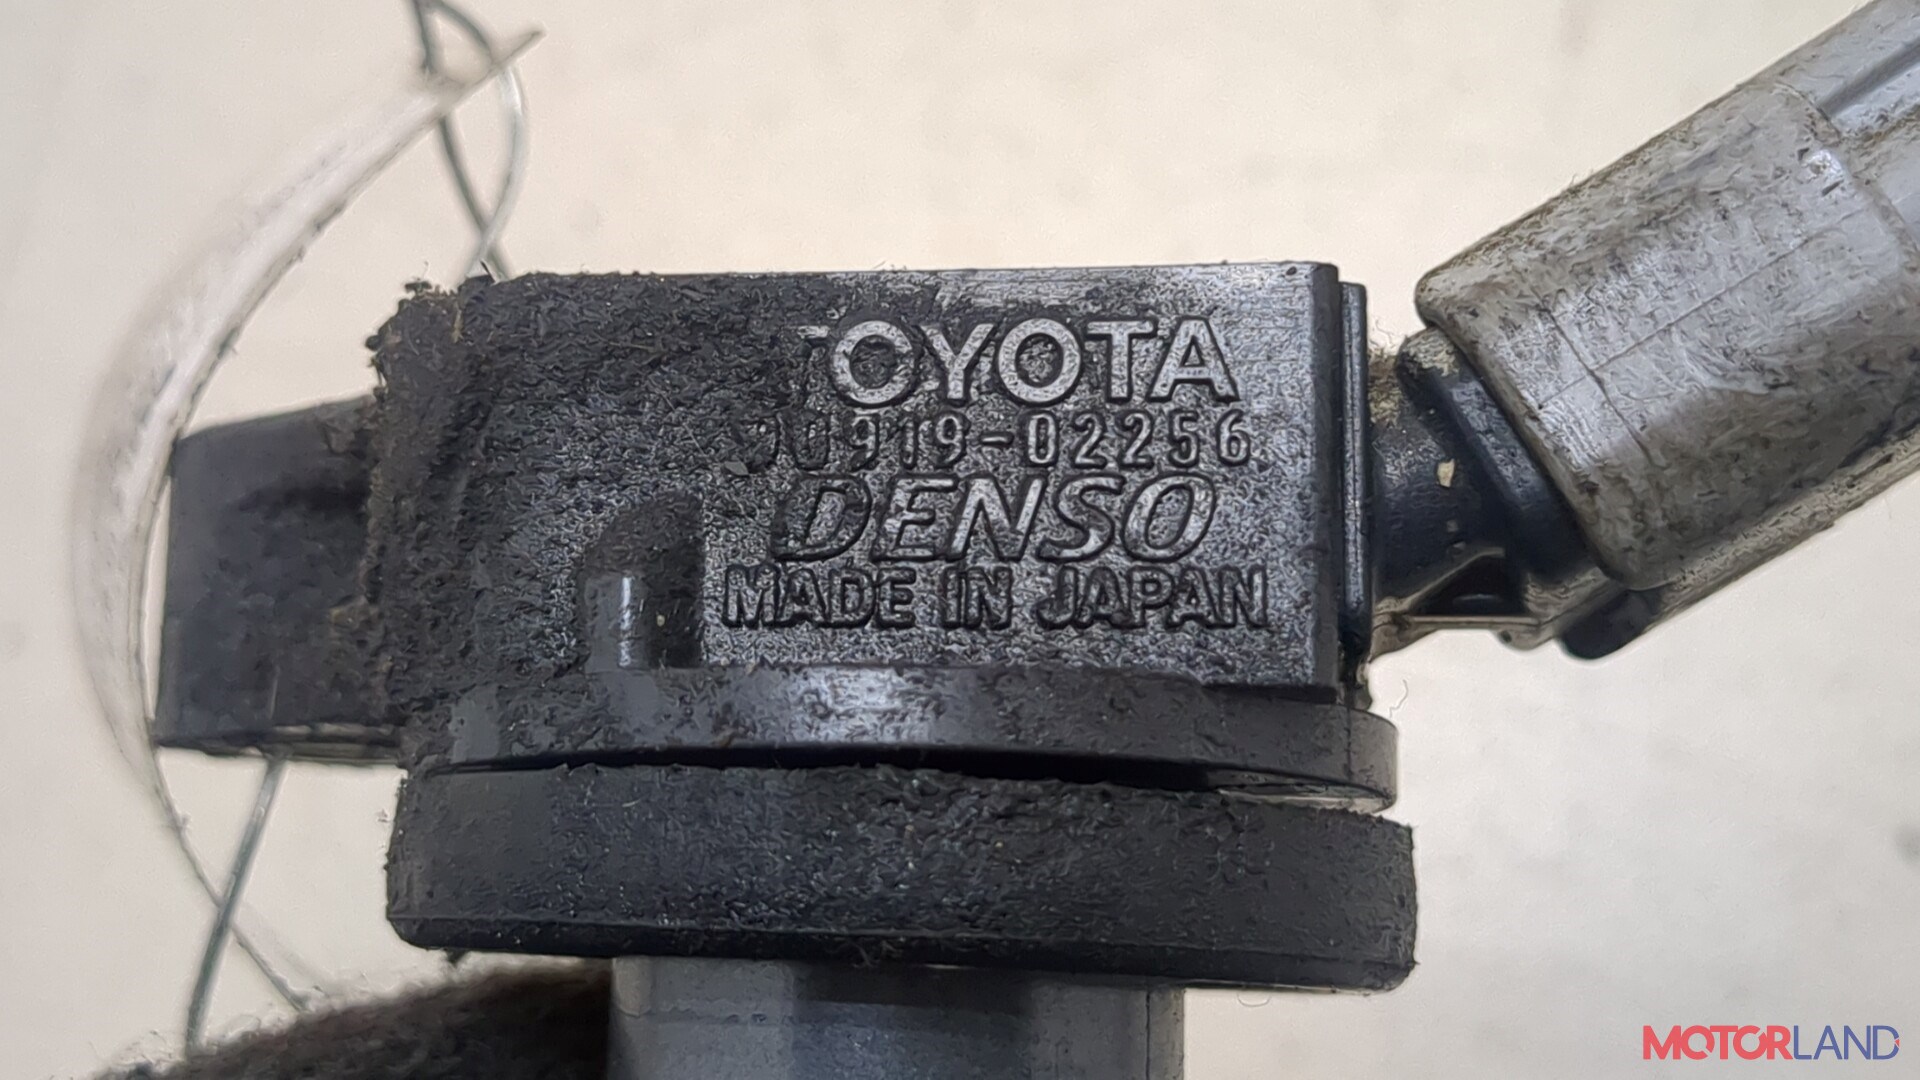 TOYOTA
90919-02256
DENSO
MADE IN JAPAN
MOTORLAND